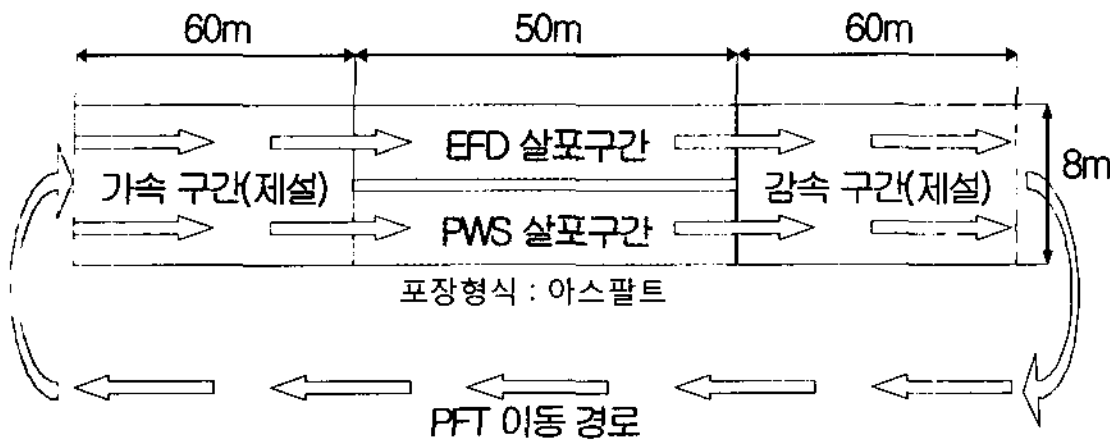 60m 50m 60m
EFD 살포구간
가속 구간(제설) 감속 구간(제설) 8m
PWS 살포구간
포장형식 : 아스팔트
PFT 이동 경로